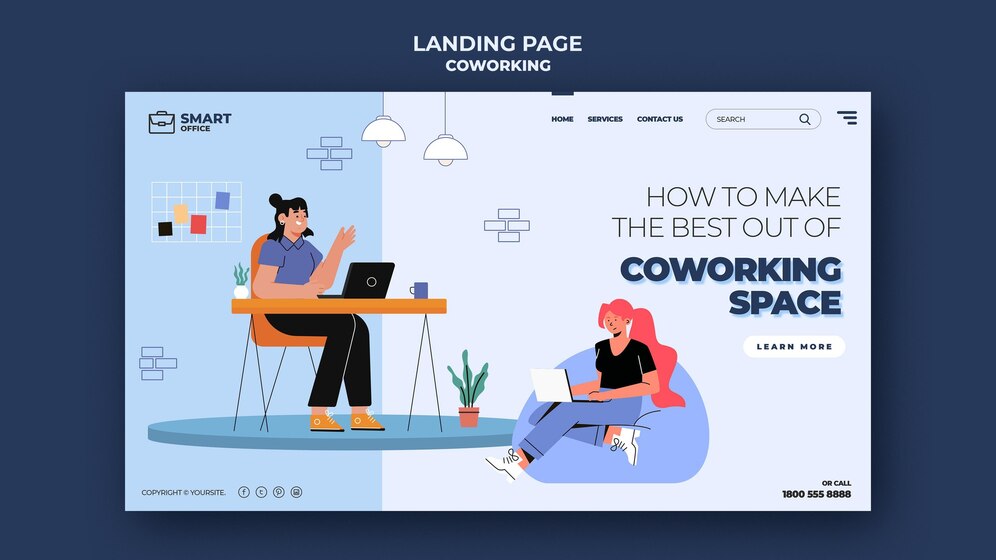 LANDING PAGE
COWORKING
SMART
OFFICE
HOME SERVICES CONTACT US SEARCH
HOW TO MAKE
THE BEST OUT OF
COWORKING
SPACE
LEARN MORE
COPYRIGHT © YOURSITE.
OR CALL
1800 555 8888